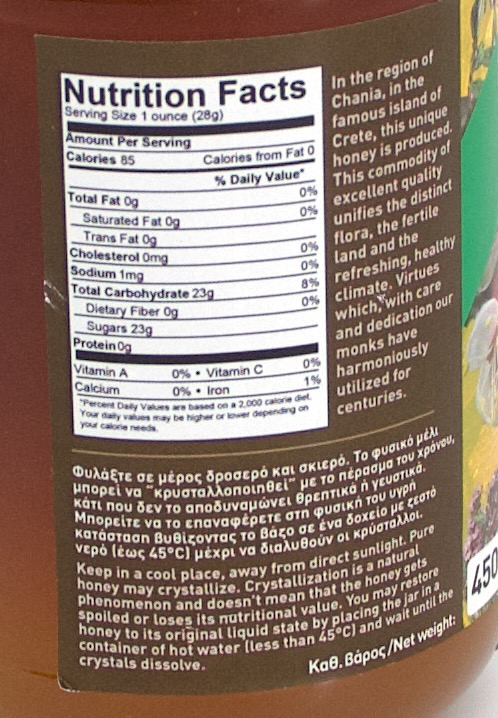 Nutrition Facts
Serving Size 1 ounce (28g)
Amount Per Serving
Calories 85 Calories from Fat 0
% Daily Value*
Total Fat 0g 0%
Saturated Fat 0g 0%
Trans Fat 0g
Cholesterol 0mg 0%
Sodium 1mg 0%
Total Carbohydrate 23g 8%
Dietary Fiber 0g 0%
Sugars 23g
Protein 0g
Vitamin A 0% • Vitamin C 0%
Calcium 0% • Iron 1%
*Percent Daily Values are based on a 2,000 calorie diet.
Your daily values may be higher or lower depending on
your calorie needs.
In the region of
Chania, in the
famous island of
Crete, this unique
honey is produced.
This commodity of
excellent quality
unifies the distinct
flora, the fertile
land and the
refreshing, healthy
climate. Virtues
which, with care
and dedication our
monks have
harmoniously
utilized for
centuries.
Φυλάξτε σε μέρος δροσερό και σκιερό. Το φυσικό μέλι
μπορεί να "κρυσταλλοποιηθεί" με το πέρασμα του χρόνου,
κάτι που δεν το αποδυναμώνει θρεπτικά ή γευστικά.
Μπορείτε να το επαναφέρετε στη φυσική του υγρή
κατάσταση βυθίζοντας το βάζο σε ένα δοχείο με ζεστό
νερό (έως 45°C) μέχρι να διαλυθούν οι κρύσταλλοι.
Keep in a cool place, away from direct sunlight. Pure
honey may crystallize. Crystallization is a natural
phenomenon and doesn't mean that the honey gets
spoiled or loses its nutritional value. You may restore
honey to its original liquid state by placing the jar in a
container of hot water (less than 45°C) and wait until the
crystals dissolve.
Καθ. Βάρος/Net weight:
450